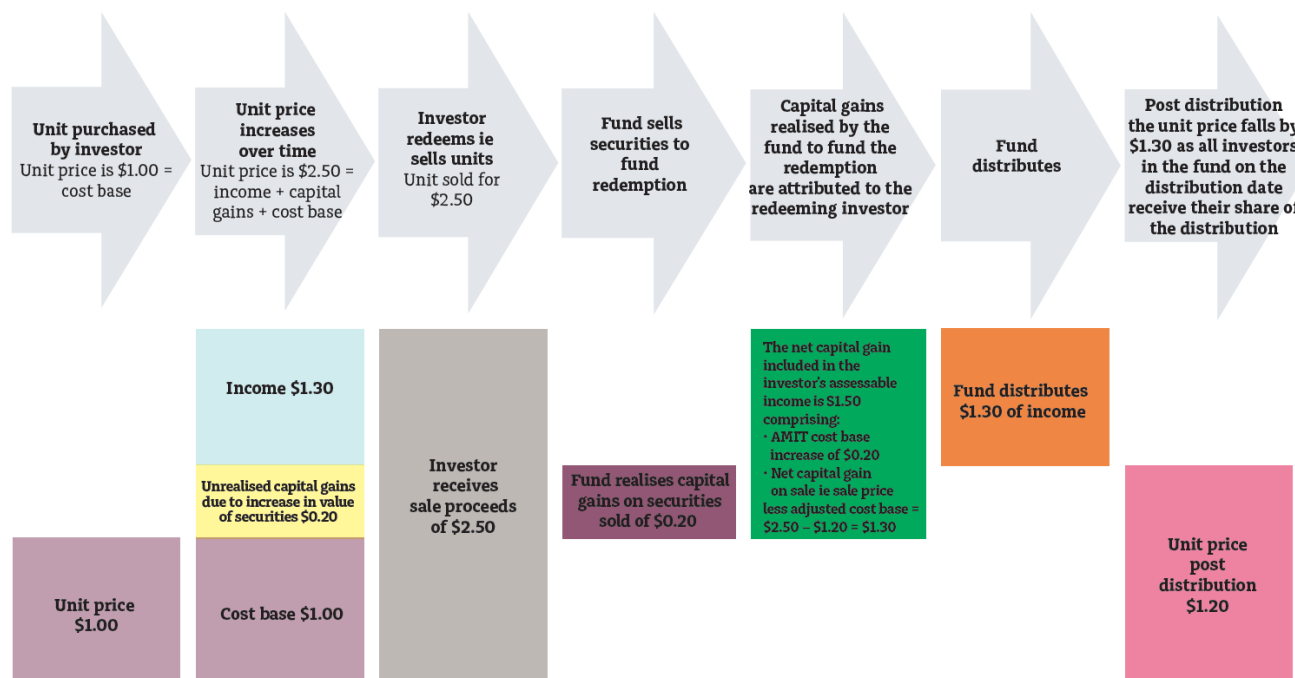 Unit purchased
by investor
Unit price is $1.00 =
cost base
Unit price
increases
over time
Unit price is $2.50 =
income + capital
gains + cost base
Investor
redeems ie
sells units
Unit sold for
$2.50
Fund sells
securities to
fund
redemption
Capital gains
realised by the
fund to fund the
redemption
are attributed to the
redeeming investor
Fund
distributes
Post distribution
the unit price falls by
$1.30 as all investors
in the fund on the
distribution date
receive their share of
the distribution
Unit price
$1.00
Income $1.30
Unrealised capital gains
due to increase in value
of securities $0.20
Cost base $1.00
Investor
receives
sale proceeds
of $2.50
Fund realises capital
gains on securities
sold of $0.20
The net capital gain
included in the
investor's assessable
income is $1.50
comprising:
· AMIT cost base
increase of $0.20
· Net capital gain
on sale ie sale price
less adjusted cost base =
$2.50 – $1.20 = $1.30
Fund distributes
$1.30 of income
Unit price
post
distribution
$1.20